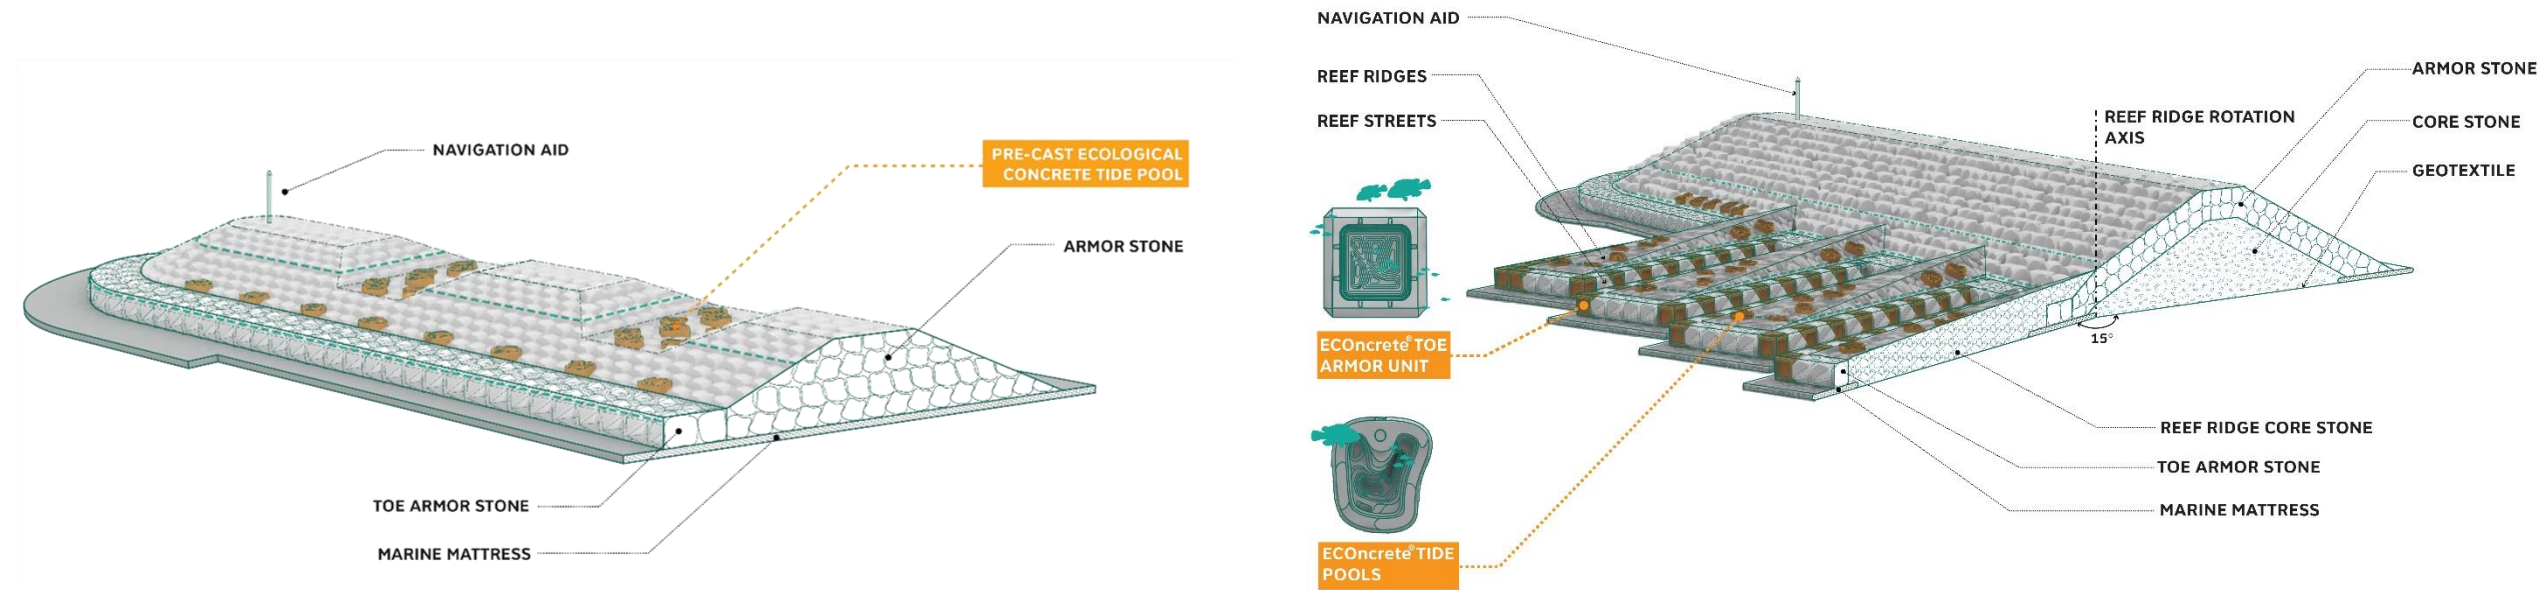 NAVIGATION AID
PRE-CAST ECOLOGICAL
CONCRETE TIDE POOL
ARMOR STONE
TOE ARMOR STONE
MARINE MATTRESS
NAVIGATION AID
REEF RIDGES
REEF STREETS
ARMOR STONE
REEF RIDGE ROTATION
AXIS
CORE STONE
GEOTEXTILE
15°
ECOncrete® TOE
ARMOR UNIT
REEF RIDGE CORE STONE
TOE ARMOR STONE
MARINE MATTRESS
ECOncrete® TIDE
POOLS